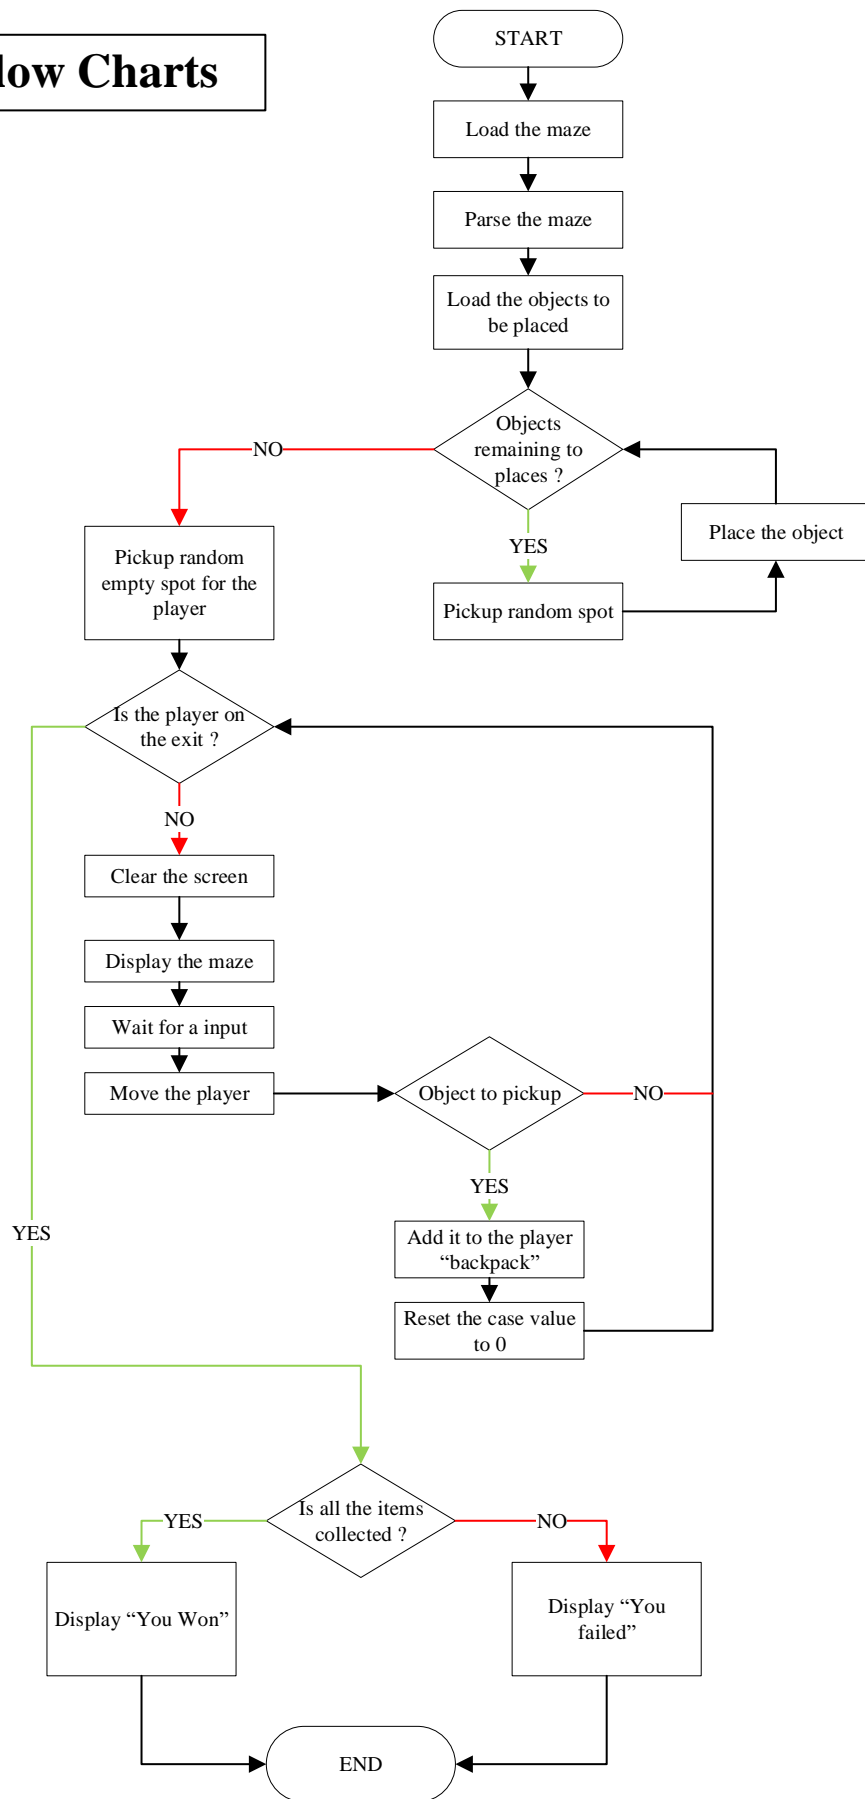 low Charts
START
Load the maze
Parse the maze
Load the objects to
be placed
Objects
remaining to
places ?
NO
YES
Place the object
Pickup random spot
Pickup random
empty spot for the
player
Is the player on
the exit ?
NO
Clear the screen
Display the maze
Wait for a input
Move the player
Object to pickup
NO
YES
Add it to the player
“backpack”
Reset the case value
to 0
YES
Is all the items
collected ?
YES
NO
Display “You Won”
Display “You
failed”
END